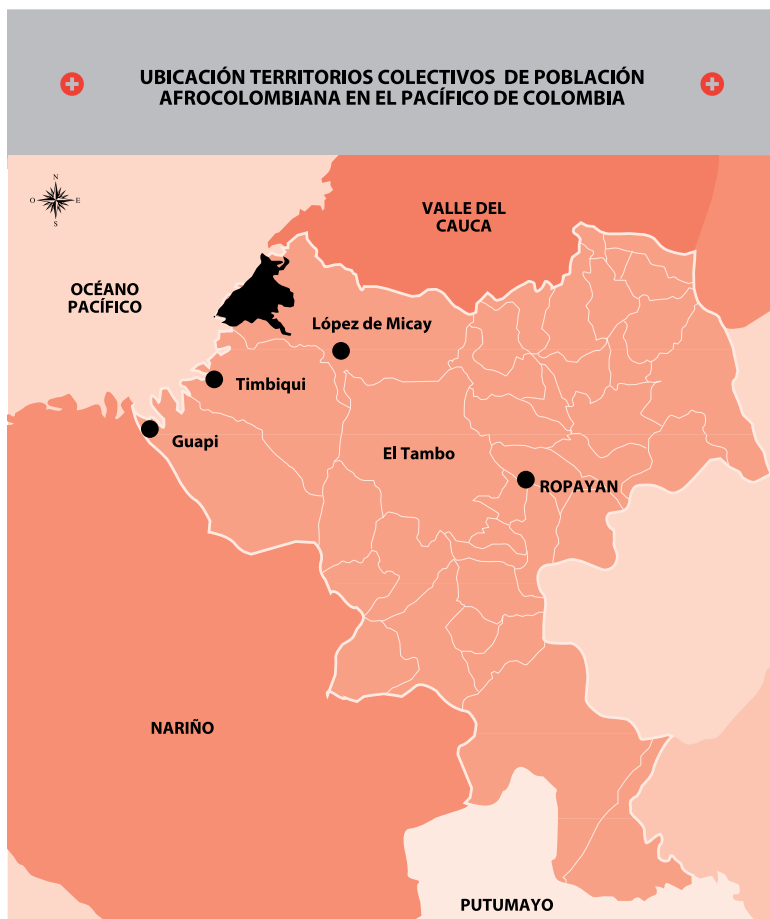 UBICACIÓN TERRITORIOS COLECTIVOS DE POBLACIÓN
AFROCOLOMBIANA EN EL PACÍFICO DE COLOMBIA
N
O
E
S
VALLE DEL
CAUCA
OCÉANO
PACÍFICO
López de Micay
Timbiqui
Guapi
El Tambo
ROPAYAN
NARIÑO
PUTUMAYO